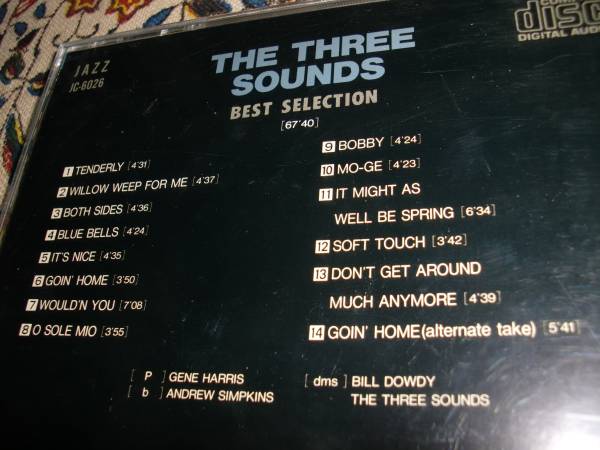 JAZZ
JC-6026
THE THREE
SOUNDS
BEST SELECTION
[67'40]
COMPACT
disc
DIGITAL AUDIO
1 TENDERLY [4'31]
2 WILLOW WEEP FOR ME [4'37]
3 BOTH SIDES [4'36]
4 BLUE BELLS [4'24]
5 IT'S NICE [4'35]
6 GOIN' HOME [3'50]
7 WOULD'N YOU [7'08]
8 O SOLE MIO [3'55]
9 BOBBY [4'24]
10 MO-GE [4'23]
11 IT MIGHT AS
WELL BE SPRING [6'34]
12 SOFT TOUCH [3'42]
13 DON'T GET AROUND
MUCH ANYMORE [4'39]
14 GOIN' HOME(alternate take) [5'41]
[ P ] GENE HARRIS
[ b ] ANDREW SIMPKINS
[ dms ] BILL DOWDY
THE THREE SOUNDS